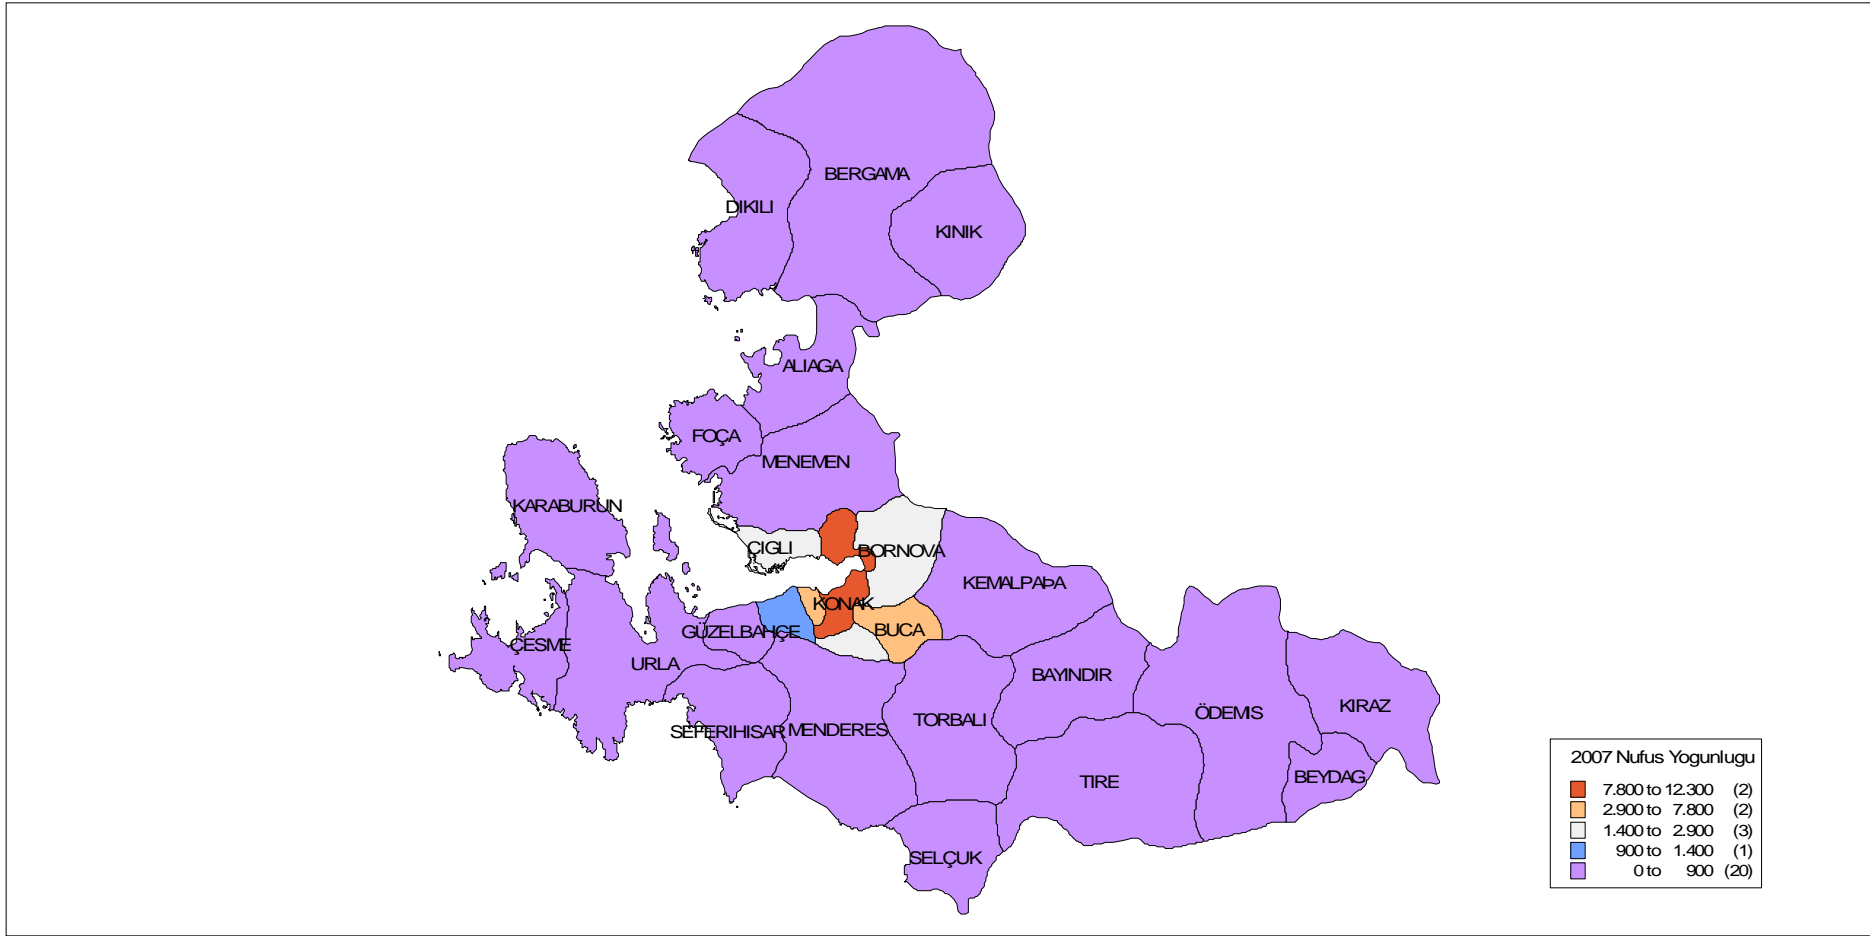 BERGAMA
DIKILI
KINIK
ALIAGA
FOÇA
MENEMEN
KARABURUN
ÇIGLI
BORNOVA
KEMALPAÞA
KONAK
GÜZELBAHÇE
BUCA
ÇESME
URLA
BAYINDIR
SEFERIHISAR
MENDERES
TORBALI
ÖDEMIS
KIRAZ
TIRE
BEYDAG
SELÇUK
2007 Nufus Yogunlugu
7.800 to 12.300 (2)
2.900 to 7.800 (2)
1.400 to 2.900 (3)
900 to 1.400 (1)
0 to 900 (20)